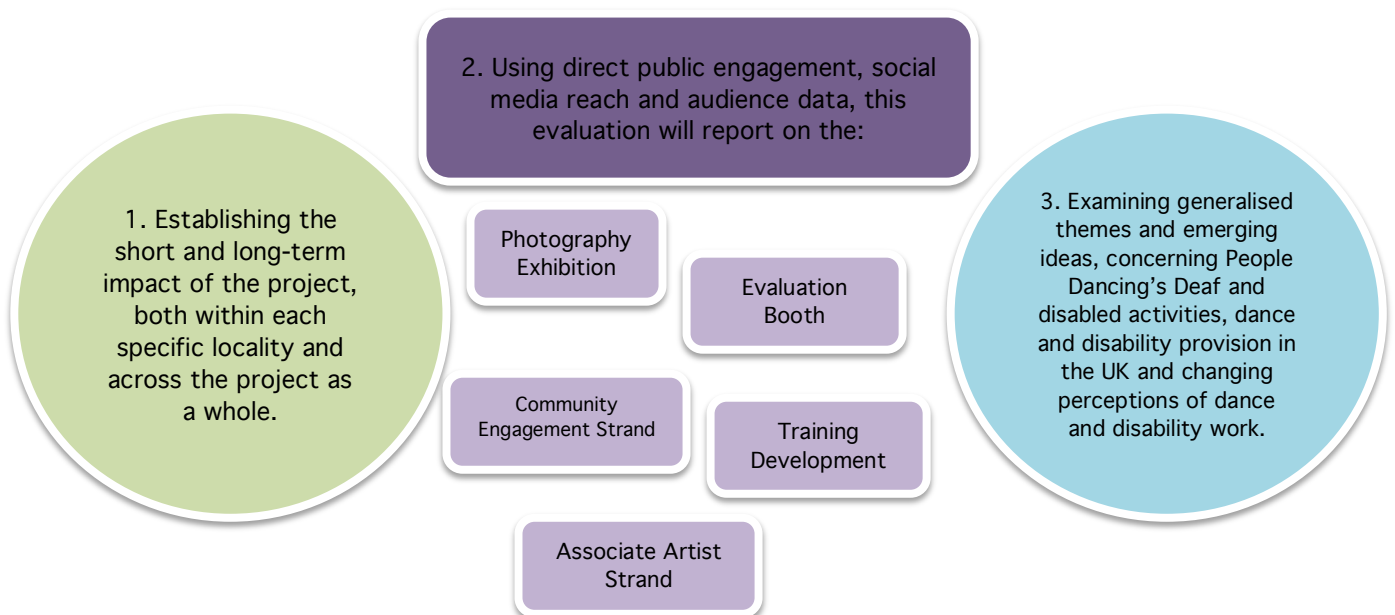 1. Establishing the
short and long-term
impact of the project,
both within each
specific locality and
across the project as
a whole.
2. Using direct public engagement, social
media reach and audience data, this
evaluation will report on the:
Photography
Exhibition
Evaluation
Booth
Community
Engagement Strand
Training
Development
Associate Artist
Strand
3. Examining generalised
themes and emerging
ideas, concerning People
Dancing’s Deaf and
disabled activities, dance
and disability provision in
the UK and changing
perceptions of dance
and disability work.